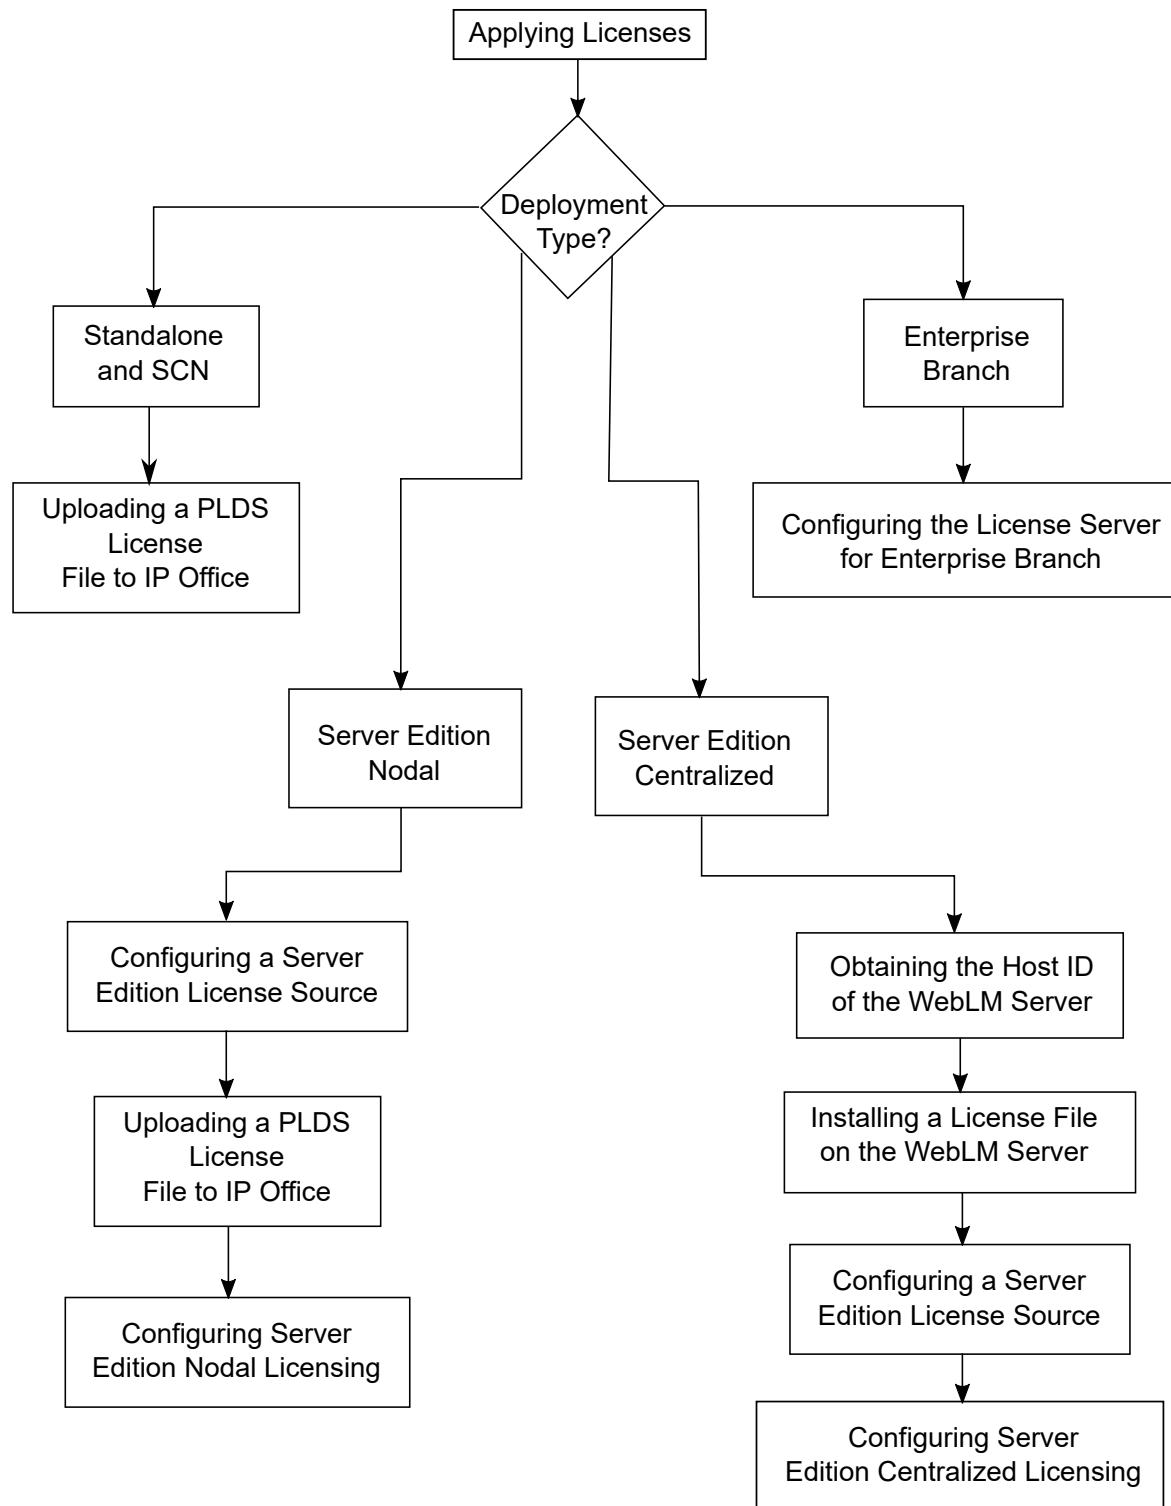 Applying Licenses
Deployment
Type?
Standalone
and SCN
Enterprise
Branch
Uploading a PLDS
License
File to IP Office
Configuring the License Server
for Enterprise Branch
Server Edition
Nodal
Server Edition
Centralized
Configuring a Server
Edition License Source
Uploading a PLDS
License
File to IP Office
Configuring Server
Edition Nodal Licensing
Obtaining the Host ID
of the WebLM Server
Installing a License File
on the WebLM Server
Configuring a Server
Edition License Source
Configuring Server
Edition Centralized Licensing